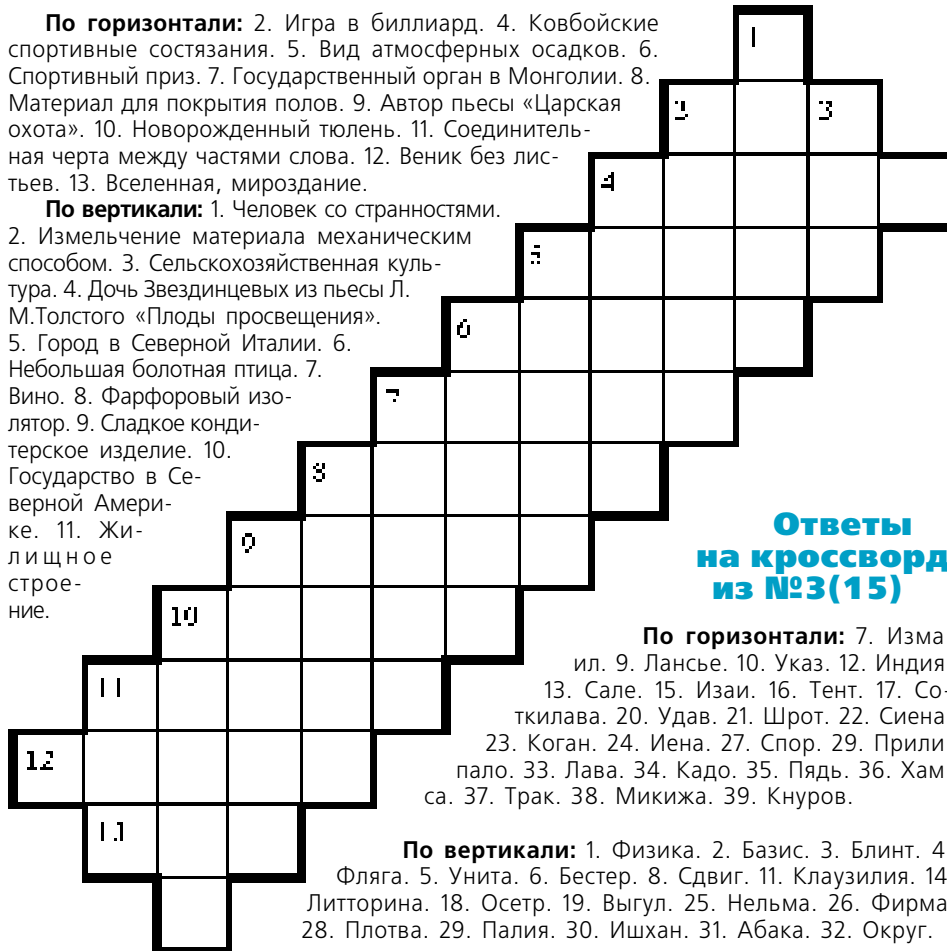 По горизонтали: 2. Игра в биллиард. 4. Ковбойские
спортивные состязания. 5. Вид атмосферных осадков. 6.
Спортивный приз. 7. Государственный орган в Монголии. 8.
Материал для покрытия полов. 9. Автор пьесы «Царская
охота». 10. Новорожденный тюлень. 11. Соединитель-
ная черта между частями слова. 12. Веник без лис-
тьев. 13. Вселенная, мироздание.
По вертикали: 1. Человек со странностями.
2. Измельчение материала механическим
способом. 3. Сельскохозяйственная куль-
тура. 4. Дочь Звездинцевых из пьесы Л.
М.Толстого «Плоды просвещения».
5. Город в Северной Италии. 6.
Небольшая болотная птица. 7.
Вино. 8. Фарфоровый изо-
лятор. 9. Сладкое конди-
терское изделие. 10.
Государство в Се-
верной Амери-
ке. 11. Жи-
лищное
строе-
ние.
1
2 3
4
5
6
7
8
9
10
11
12
13
Ответы
на кроссворд
из №3(15)
По горизонтали: 7. Изма
ил. 9. Лансье. 10. Указ. 12. Индия
13. Сале. 15. Изаи. 16. Тент. 17. Со-
ткилава. 20. Удав. 21. Шрот. 22. Сиена
23. Коган. 24. Иена. 27. Спор. 29. Прили
пало. 33. Лава. 34. Кадо. 35. Пядь. 36. Хам
са. 37. Трак. 38. Микижа. 39. Кнуров.
По вертикали: 1. Физика. 2. Базис. 3. Блинт. 4
Фляга. 5. Унита. 6. Бестер. 8. Сдвиг. 11. Клаузилия. 14
Литторина. 18. Осетр. 19. Выгул. 25. Нельма. 26. Фирма
28. Плотва. 29. Палия. 30. Ишхан. 31. Абака. 32. Округ.